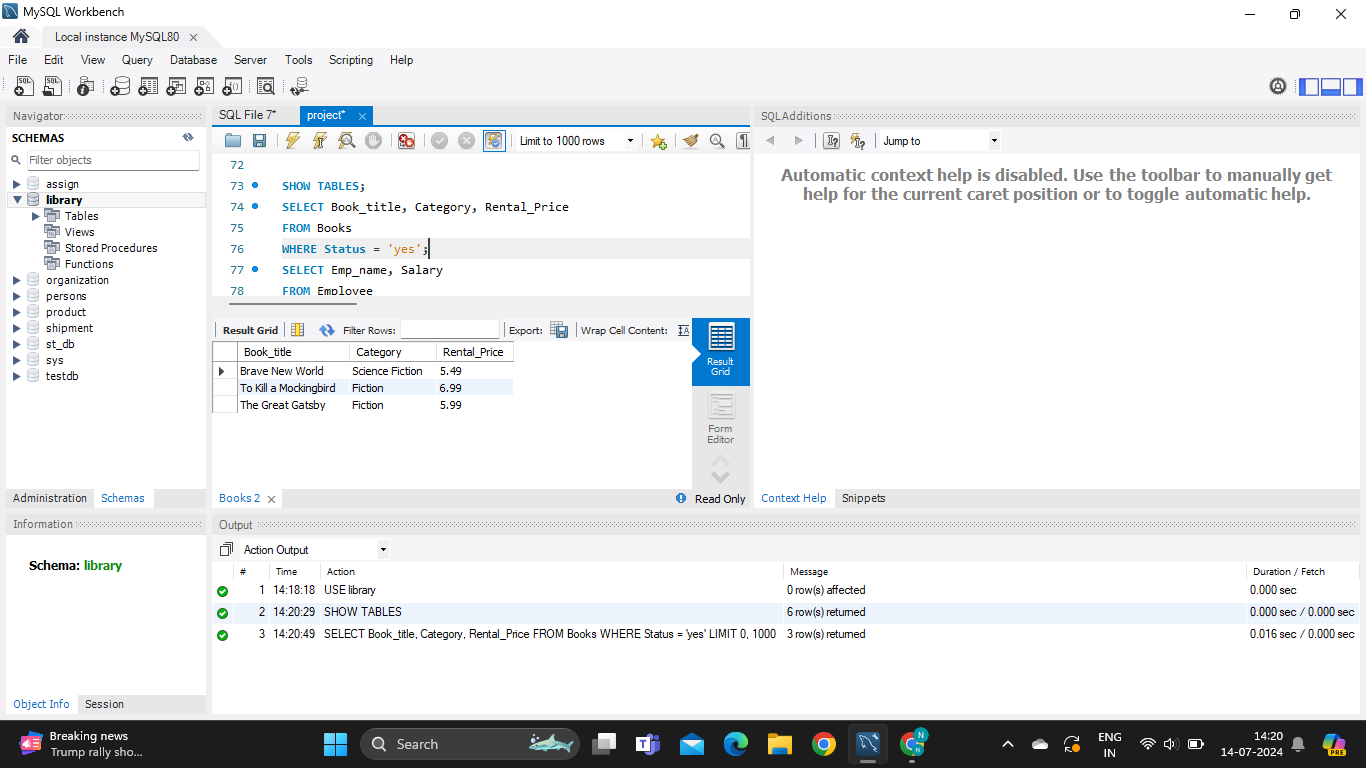 MySQL Workbench
Local instance MySQL80
File Edit View Query Database Server Tools Scripting Help
Navigator
SCHEMAS
Filter objects
assign
library
Tables
Views
Stored Procedures
Functions
organization
persons
product
shipment
st_db
sys
testdb
Administration Schemas
Information
Schema: library
Object Info Session
SQL File 7* project*
Limit to 1000 rows
72
73 SHOW TABLES;
74 SELECT Book_title, Category, Rental_Price
75 FROM Books
76 WHERE Status = 'yes';
77 SELECT Emp_name, Salary
78 FROM Employee
Result Grid Filter Rows: Export: Wrap Cell Content:
Book_title Category Rental_Price
Brave New World Science Fiction 5.49
To Kill a Mockingbird Fiction 6.99
The Great Gatsby Fiction 5.99
Result Grid
Form Editor
Books 2 Read Only
SQLAdditions
Jump to
Automatic context help is disabled. Use the toolbar to manually get
help for the current caret position or to toggle automatic help.
Context Help Snippets
Output
Action Output
# Time Action Message Duration / Fetch
1 14:18:18 USE library 0 row(s) affected 0.000 sec
2 14:20:29 SHOW TABLES 6 row(s) returned 0.000 sec / 0.000 sec
3 14:20:49 SELECT Book_title, Category, Rental_Price FROM Books WHERE Status = 'yes' LIMIT 0, 1000 3 row(s) returned 0.016 sec / 0.000 sec
Breaking news
Trump rally sho...
Search
N
N
ENG
IN
14:20
14-07-2024
PRE